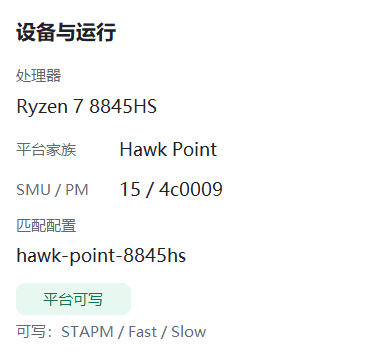 设备与运行
处理器
Ryzen 7 8845HS
平台家族 Hawk Point
SMU / PM 15 / 4c0009
匹配配置
hawk-point-8845hs
平台可写
可写：STAPM / Fast / Slow